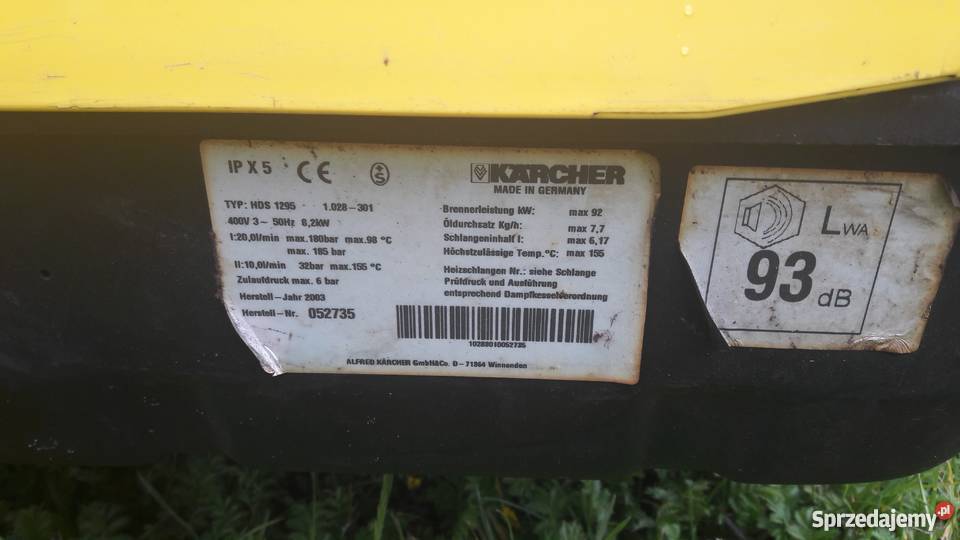 IP X 5 CE S
KÄRCHER
MADE IN GERMANY
TYP: HDS 1295 1.028-301
400V 3~ 50Hz 8,2kW
I:20,0l/min max.180bar max.98 °C
max. 185 bar
II:10,0l/min 32bar max.155 °C
Zulaufdruck max. 6 bar
Herstell-Jahr 2003
Herstell-Nr. 052735
Brennerleistung kW: max 92
Öldurchsatz Kg/h: max 7,7
Schlangeninhalt l: max 6,17
Höchstzulässige Temp.°C: max 155
Heizschlangen Nr.: siehe Schlange
Prüfdruck und Ausführung
entsprechend Dampfkesselverordnung
ALFRED KÄRCHER GmbH&Co. D-71364 Winnenden
LWA
93 dB
Sprzedajemy.pl